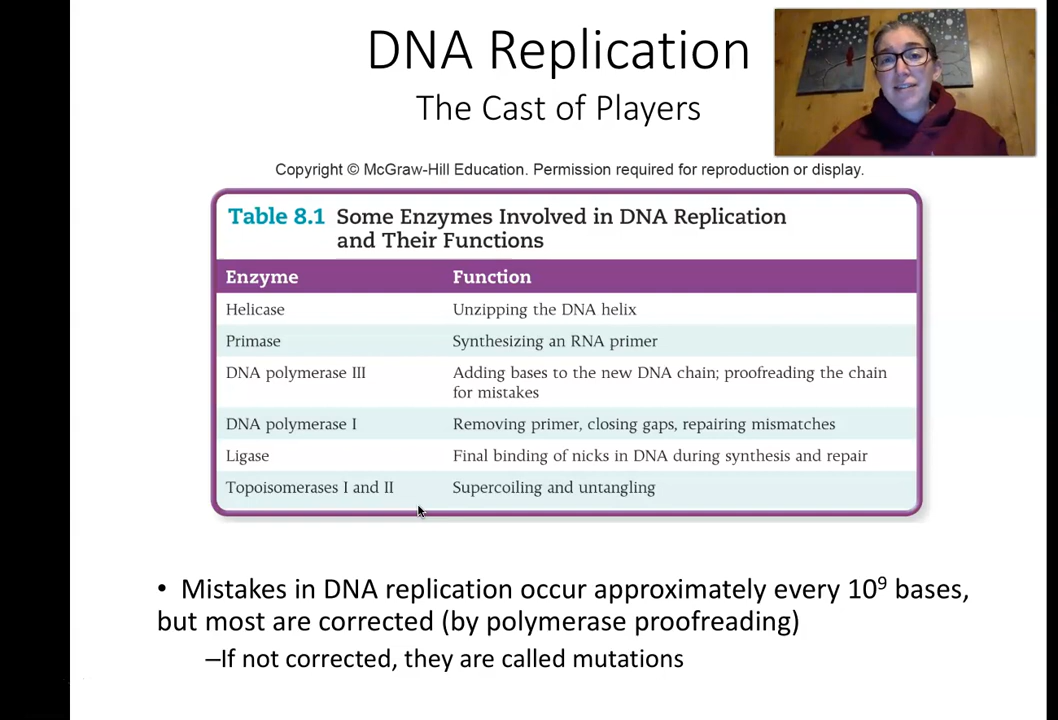 DNA Replication
The Cast of Players
Copyright © McGraw-Hill Education. Permission required for reproduction or display.
Table 8.1 Some Enzymes Involved in DNA Replication
and Their Functions
Enzyme Function
Helicase Unzipping the DNA helix
Primase Synthesizing an RNA primer
DNA polymerase III Adding bases to the new DNA chain; proofreading the chain
for mistakes
DNA polymerase I Removing primer, closing gaps, repairing mismatches
Ligase Final binding of nicks in DNA during synthesis and repair
Topoisomerases I and II Supercoiling and untangling
• Mistakes in DNA replication occur approximately every 10⁹ bases,
but most are corrected (by polymerase proofreading)
–If not corrected, they are called mutations